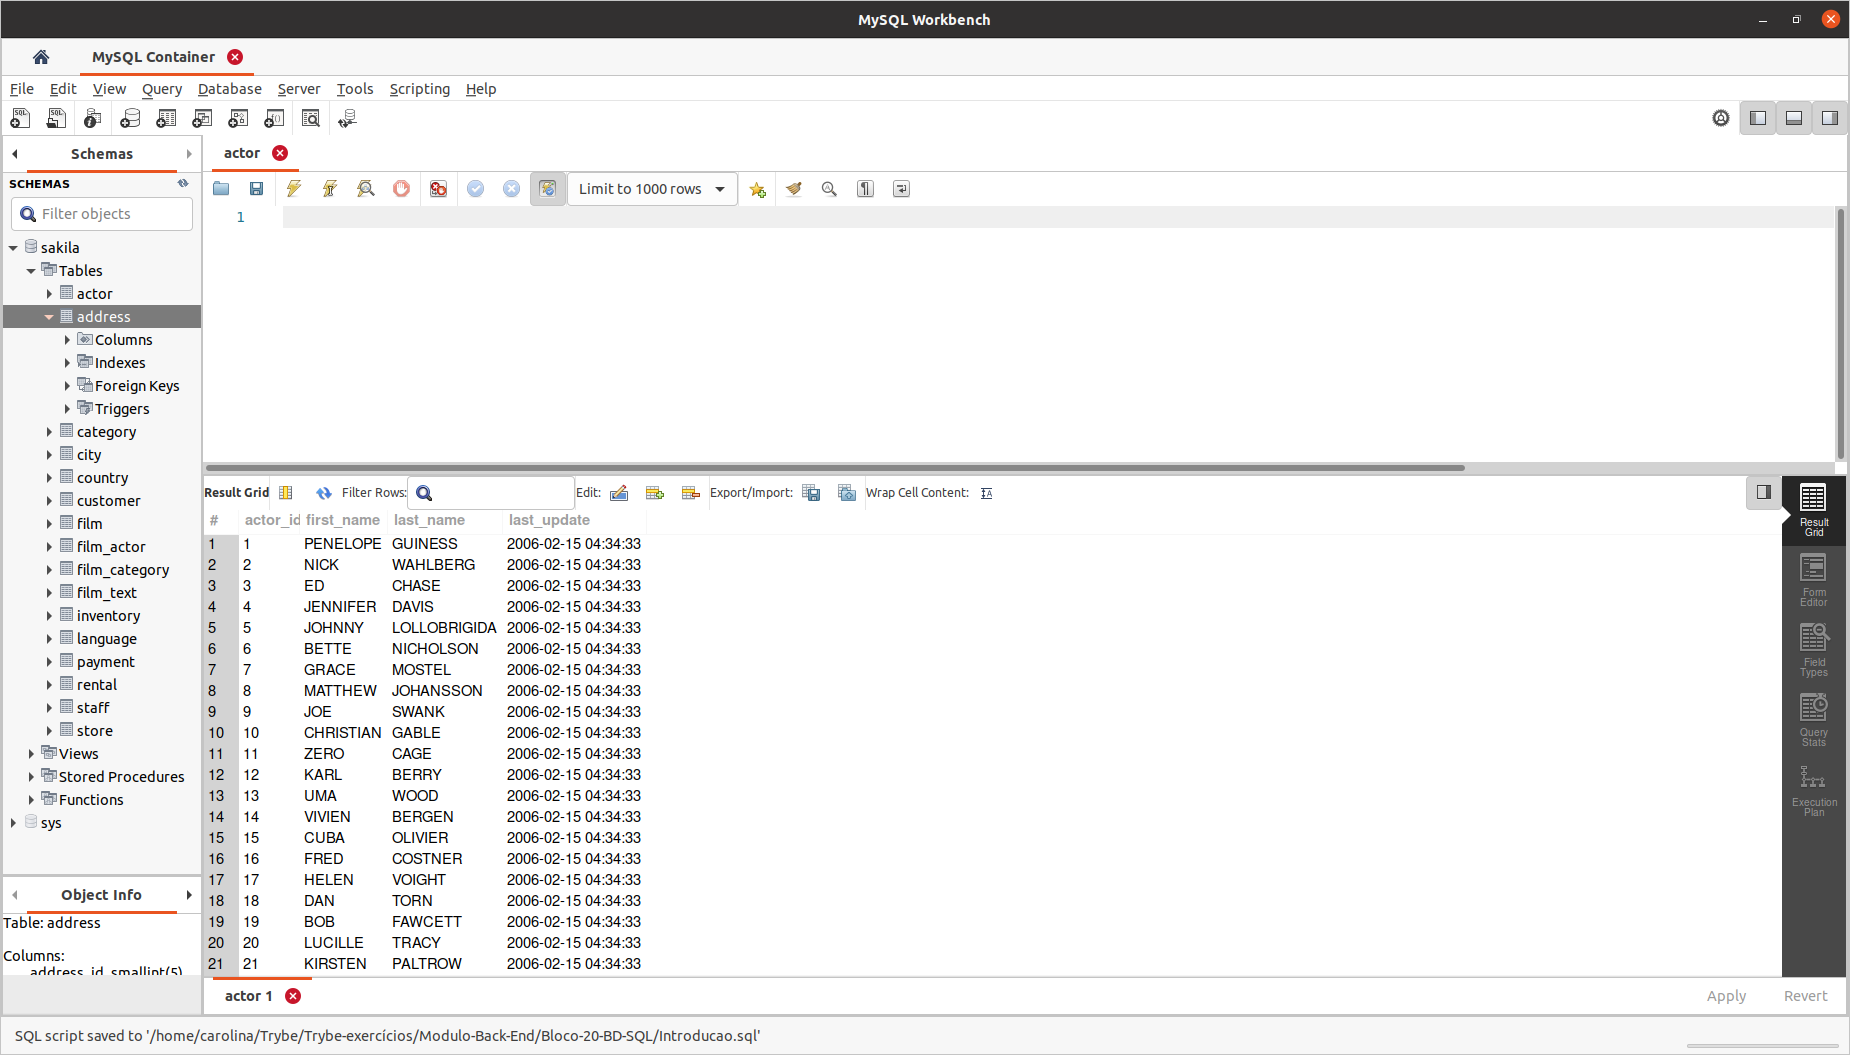 MySQL Workbench
MySQL Container
File Edit View Query Database Server Tools Scripting Help
Schemas
SCHEMAS
Filter objects
sakila
Tables
actor
address
Columns
Indexes
Foreign Keys
Triggers
category
city
country
customer
film
film_actor
film_category
film_text
inventory
language
payment
rental
staff
store
Views
Stored Procedures
Functions
sys
Object Info
Table: address
Columns:
address_id smallint(5)
actor
Limit to 1000 rows
1
Result Grid Filter Rows: Edit: Export/Import: Wrap Cell Content:
# actor_id first_name last_name last_update
1 1 PENELOPE GUINESS 2006-02-15 04:34:33
2 2 NICK WAHLBERG 2006-02-15 04:34:33
3 3 ED CHASE 2006-02-15 04:34:33
4 4 JENNIFER DAVIS 2006-02-15 04:34:33
5 5 JOHNNY LOLLOBRIGIDA 2006-02-15 04:34:33
6 6 BETTE NICHOLSON 2006-02-15 04:34:33
7 7 GRACE MOSTEL 2006-02-15 04:34:33
8 8 MATTHEW JOHANSSON 2006-02-15 04:34:33
9 9 JOE SWANK 2006-02-15 04:34:33
10 10 CHRISTIAN GABLE 2006-02-15 04:34:33
11 11 ZERO CAGE 2006-02-15 04:34:33
12 12 KARL BERRY 2006-02-15 04:34:33
13 13 UMA WOOD 2006-02-15 04:34:33
14 14 VIVIEN BERGEN 2006-02-15 04:34:33
15 15 CUBA OLIVIER 2006-02-15 04:34:33
16 16 FRED COSTNER 2006-02-15 04:34:33
17 17 HELEN VOIGHT 2006-02-15 04:34:33
18 18 DAN TORN 2006-02-15 04:34:33
19 19 BOB FAWCETT 2006-02-15 04:34:33
20 20 LUCILLE TRACY 2006-02-15 04:34:33
21 21 KIRSTEN PALTROW 2006-02-15 04:34:33
Result
Grid
Form
Editor
Field
Types
Query
Stats
Execution
Plan
actor 1
Apply Revert
SQL script saved to '/home/carolina/Trybe/Trybe-exercícios/Modulo-Back-End/Bloco-20-BD-SQL/Introducao.sql'